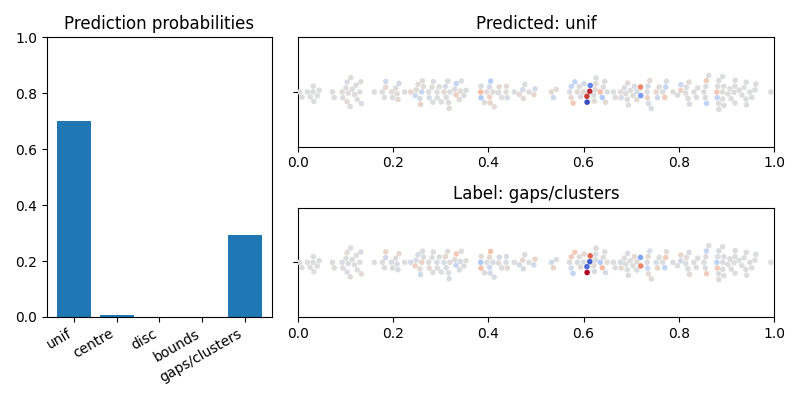 Prediction probabilities
1.0
0.8
0.6
0.4
0.2
0.0
unif
centre
disc
bounds
gaps/clusters
Predicted: unif
0.0 0.2 0.4 0.6 0.8 1.0
Label: gaps/clusters
0.0 0.2 0.4 0.6 0.8 1.0